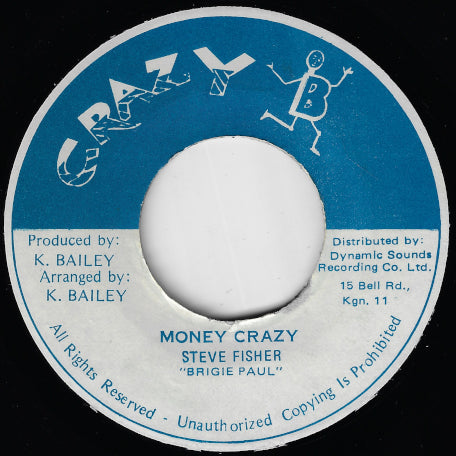 CRAZY B
Produced by:
K. BAILEY
Arranged by:
K. BAILEY
Distributed by:
Dynamic Sounds
Recording Co. Ltd.
15 Bell Rd.,
Kgn. 11
MONEY CRAZY
STEVE FISHER
"BRIGIE PAUL"
All Rights Reserved - Unauthorized Copying Is Prohibited